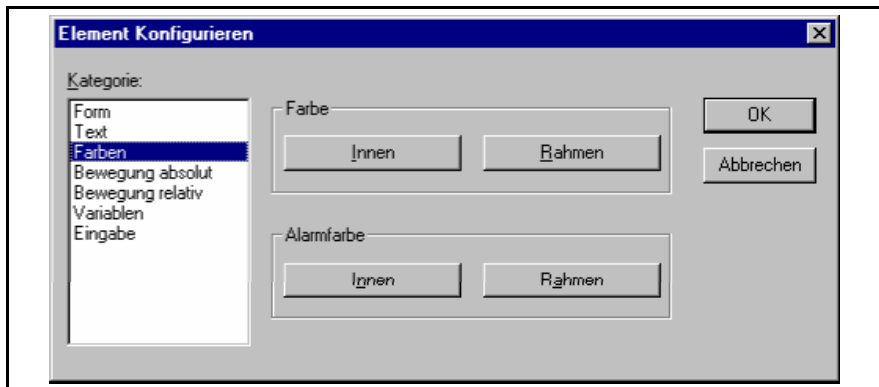 Element Konfigurieren
Kategorie:
Form
Text
Farben
Bewegung absolut
Bewegung relativ
Variablen
Eingabe
Farbe
Innen
Rahmen
Alarmfarbe
Innen
Rahmen
OK
Abbrechen